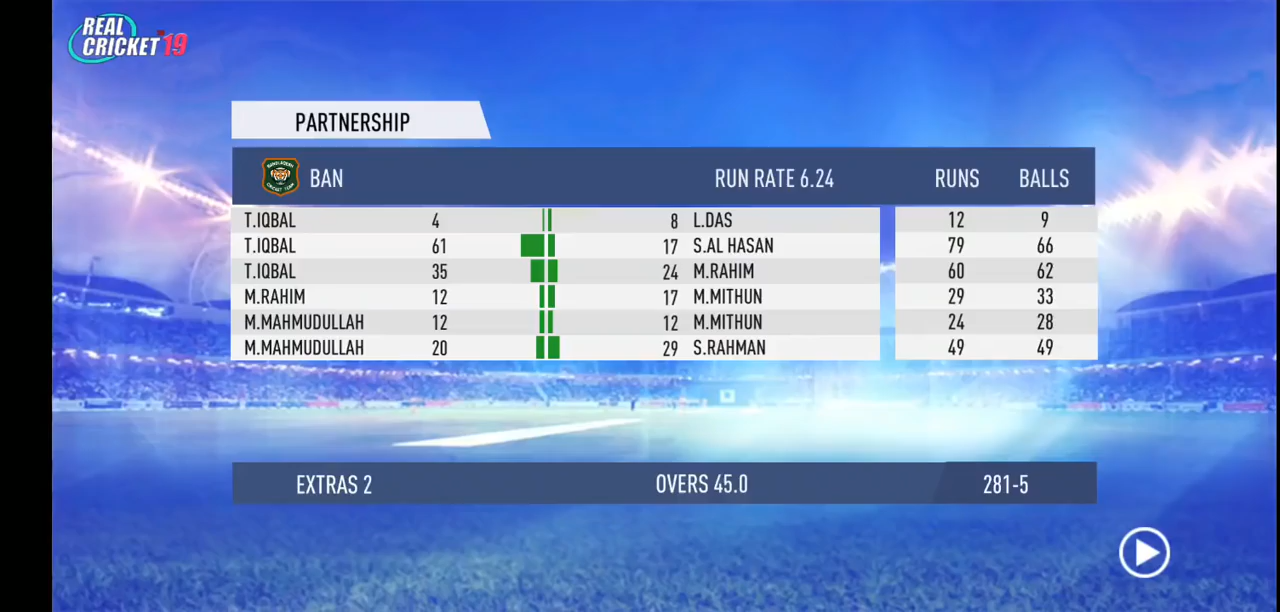 REAL
CRICKET™'19
PARTNERSHIP
BAN RUN RATE 6.24 RUNS BALLS
T.IQBAL 4 8 L.DAS 12 9
T.IQBAL 61 17 S.AL HASAN 79 66
T.IQBAL 35 24 M.RAHIM 60 62
M.RAHIM 12 17 M.MITHUN 29 33
M.MAHMUDULLAH 12 12 M.MITHUN 24 28
M.MAHMUDULLAH 20 29 S.RAHMAN 49 49
EXTRAS 2 OVERS 45.0 281-5